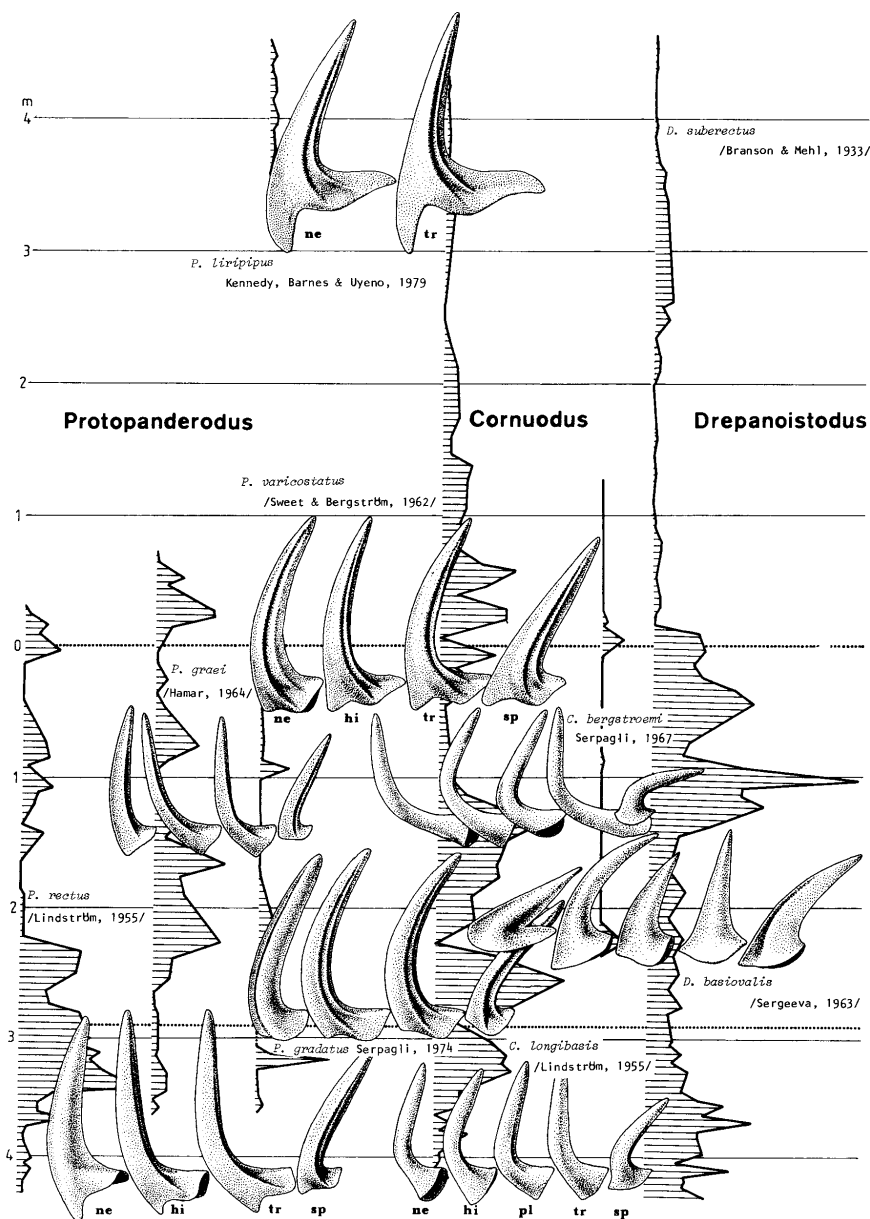 m
4
D. suberectus
/Branson & Mehl, 1933/
ne tr
3
P. liripipus
Kennedy, Barnes & Uyeno, 1979
2
Protopanderodus Cornuodus Drepanoistodus
P. varicostatus
/Sweet & Bergström, 1962/
1
0
P. graei
/Hamar, 1964/
ne hi tr sp
C. bergstroemi
Serpagli, 1967
1
P. rectus
/Lindström, 1955/
2
D. basiovalis
/Sergeeva, 1963/
3
P. gradatus Serpagli, 1974
C. longibasis
/Lindström, 1955/
4
ne hi tr sp ne hi pl tr sp